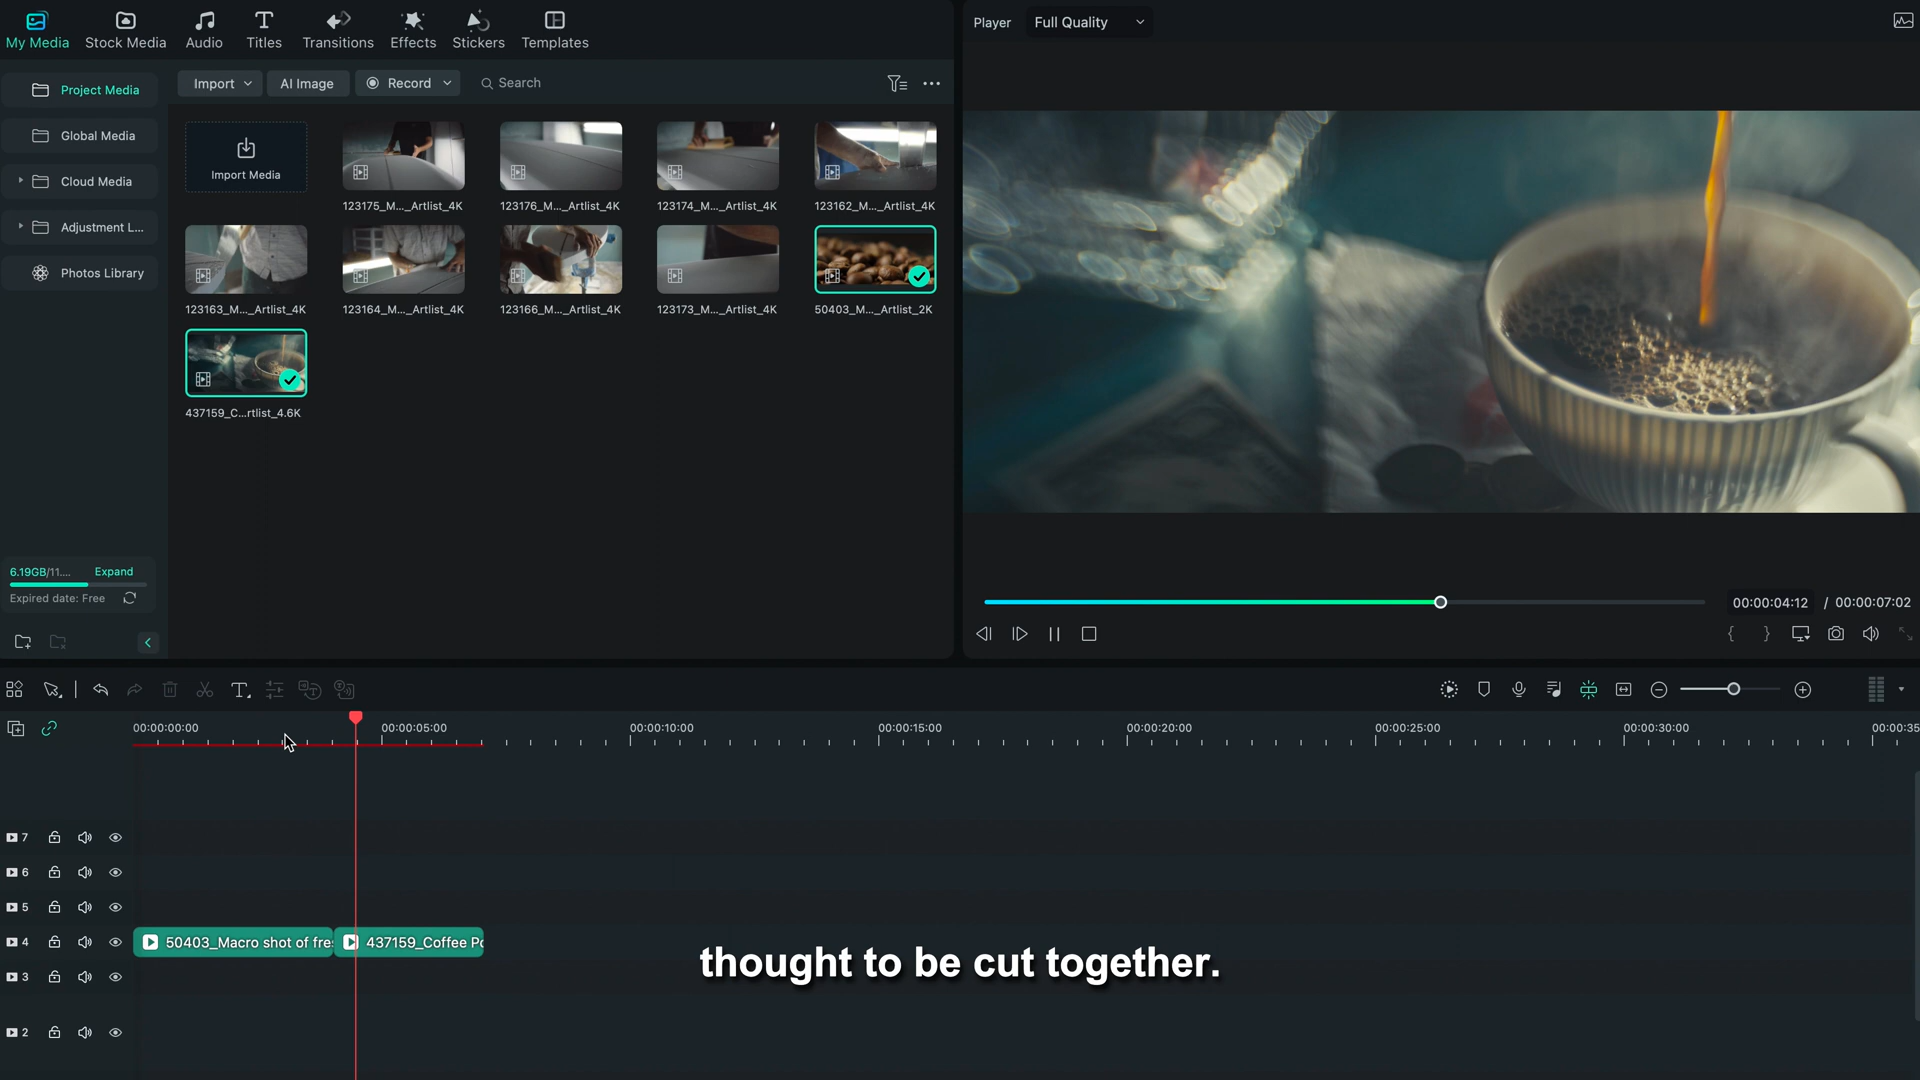 My Media
Stock Media
Audio
Titles
Transitions
Effects
Stickers
Templates
Player
Full Quality
Project Media
Global Media
Cloud Media
Adjustment L...
Photos Library
Import
AI Image
Record
Search
Import Media
123175_M..._Artlist_4K
123176_M..._Artlist_4K
123174_M..._Artlist_4K
123162_M..._Artlist_4K
123163_M..._Artlist_4K
123164_M..._Artlist_4K
123166_M..._Artlist_4K
123173_M..._Artlist_4K
50403_M..._Artlist_2K
437159_C...rtlist_4.6K
6.19GB/11....
Expand
Expired date: Free
00:00:04:12 / 00:00:07:02
00:00:00:00
00:00:05:00
00:00:10:00
00:00:15:00
00:00:20:00
00:00:25:00
00:00:30:00
00:00:35
7
6
5
4
50403_Macro shot of fre
437159_Coffee Po
3
2
thought to be cut together.